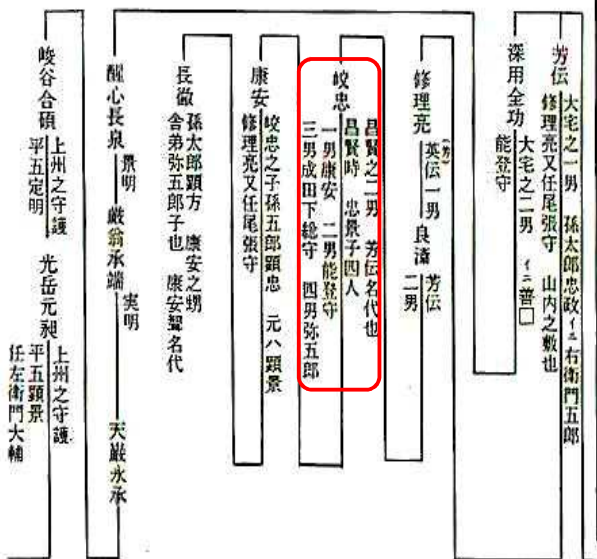 芳伝
大宅之一男 孫太郎忠政イニ右衛門五郎
修理亮又任尾張守 山内之敷也
深用全功
大宅之二男 イニ善□
能登守
修理亮
(芳)
英伝一男
良済
芳伝
二男
皎忠
昌賢之二男 芳伝名代也
昌賢時 忠景子四人
一男康安 二男能登守
三男成田下総守 四男弥五郎
康安
皎忠之子孫五郎顕忠 元ハ顕景
修理亮又任尾張守
長徹
孫太郎顕方 康安之甥
舎弟弥五郎子也 康安聟名代
醒心長泉
景明
厳翁承端
実明
天巌永承
峻谷合碩
上州之守護
平五定明
光岳元昶
上州之守護
平五顕景
任左衛門大輔